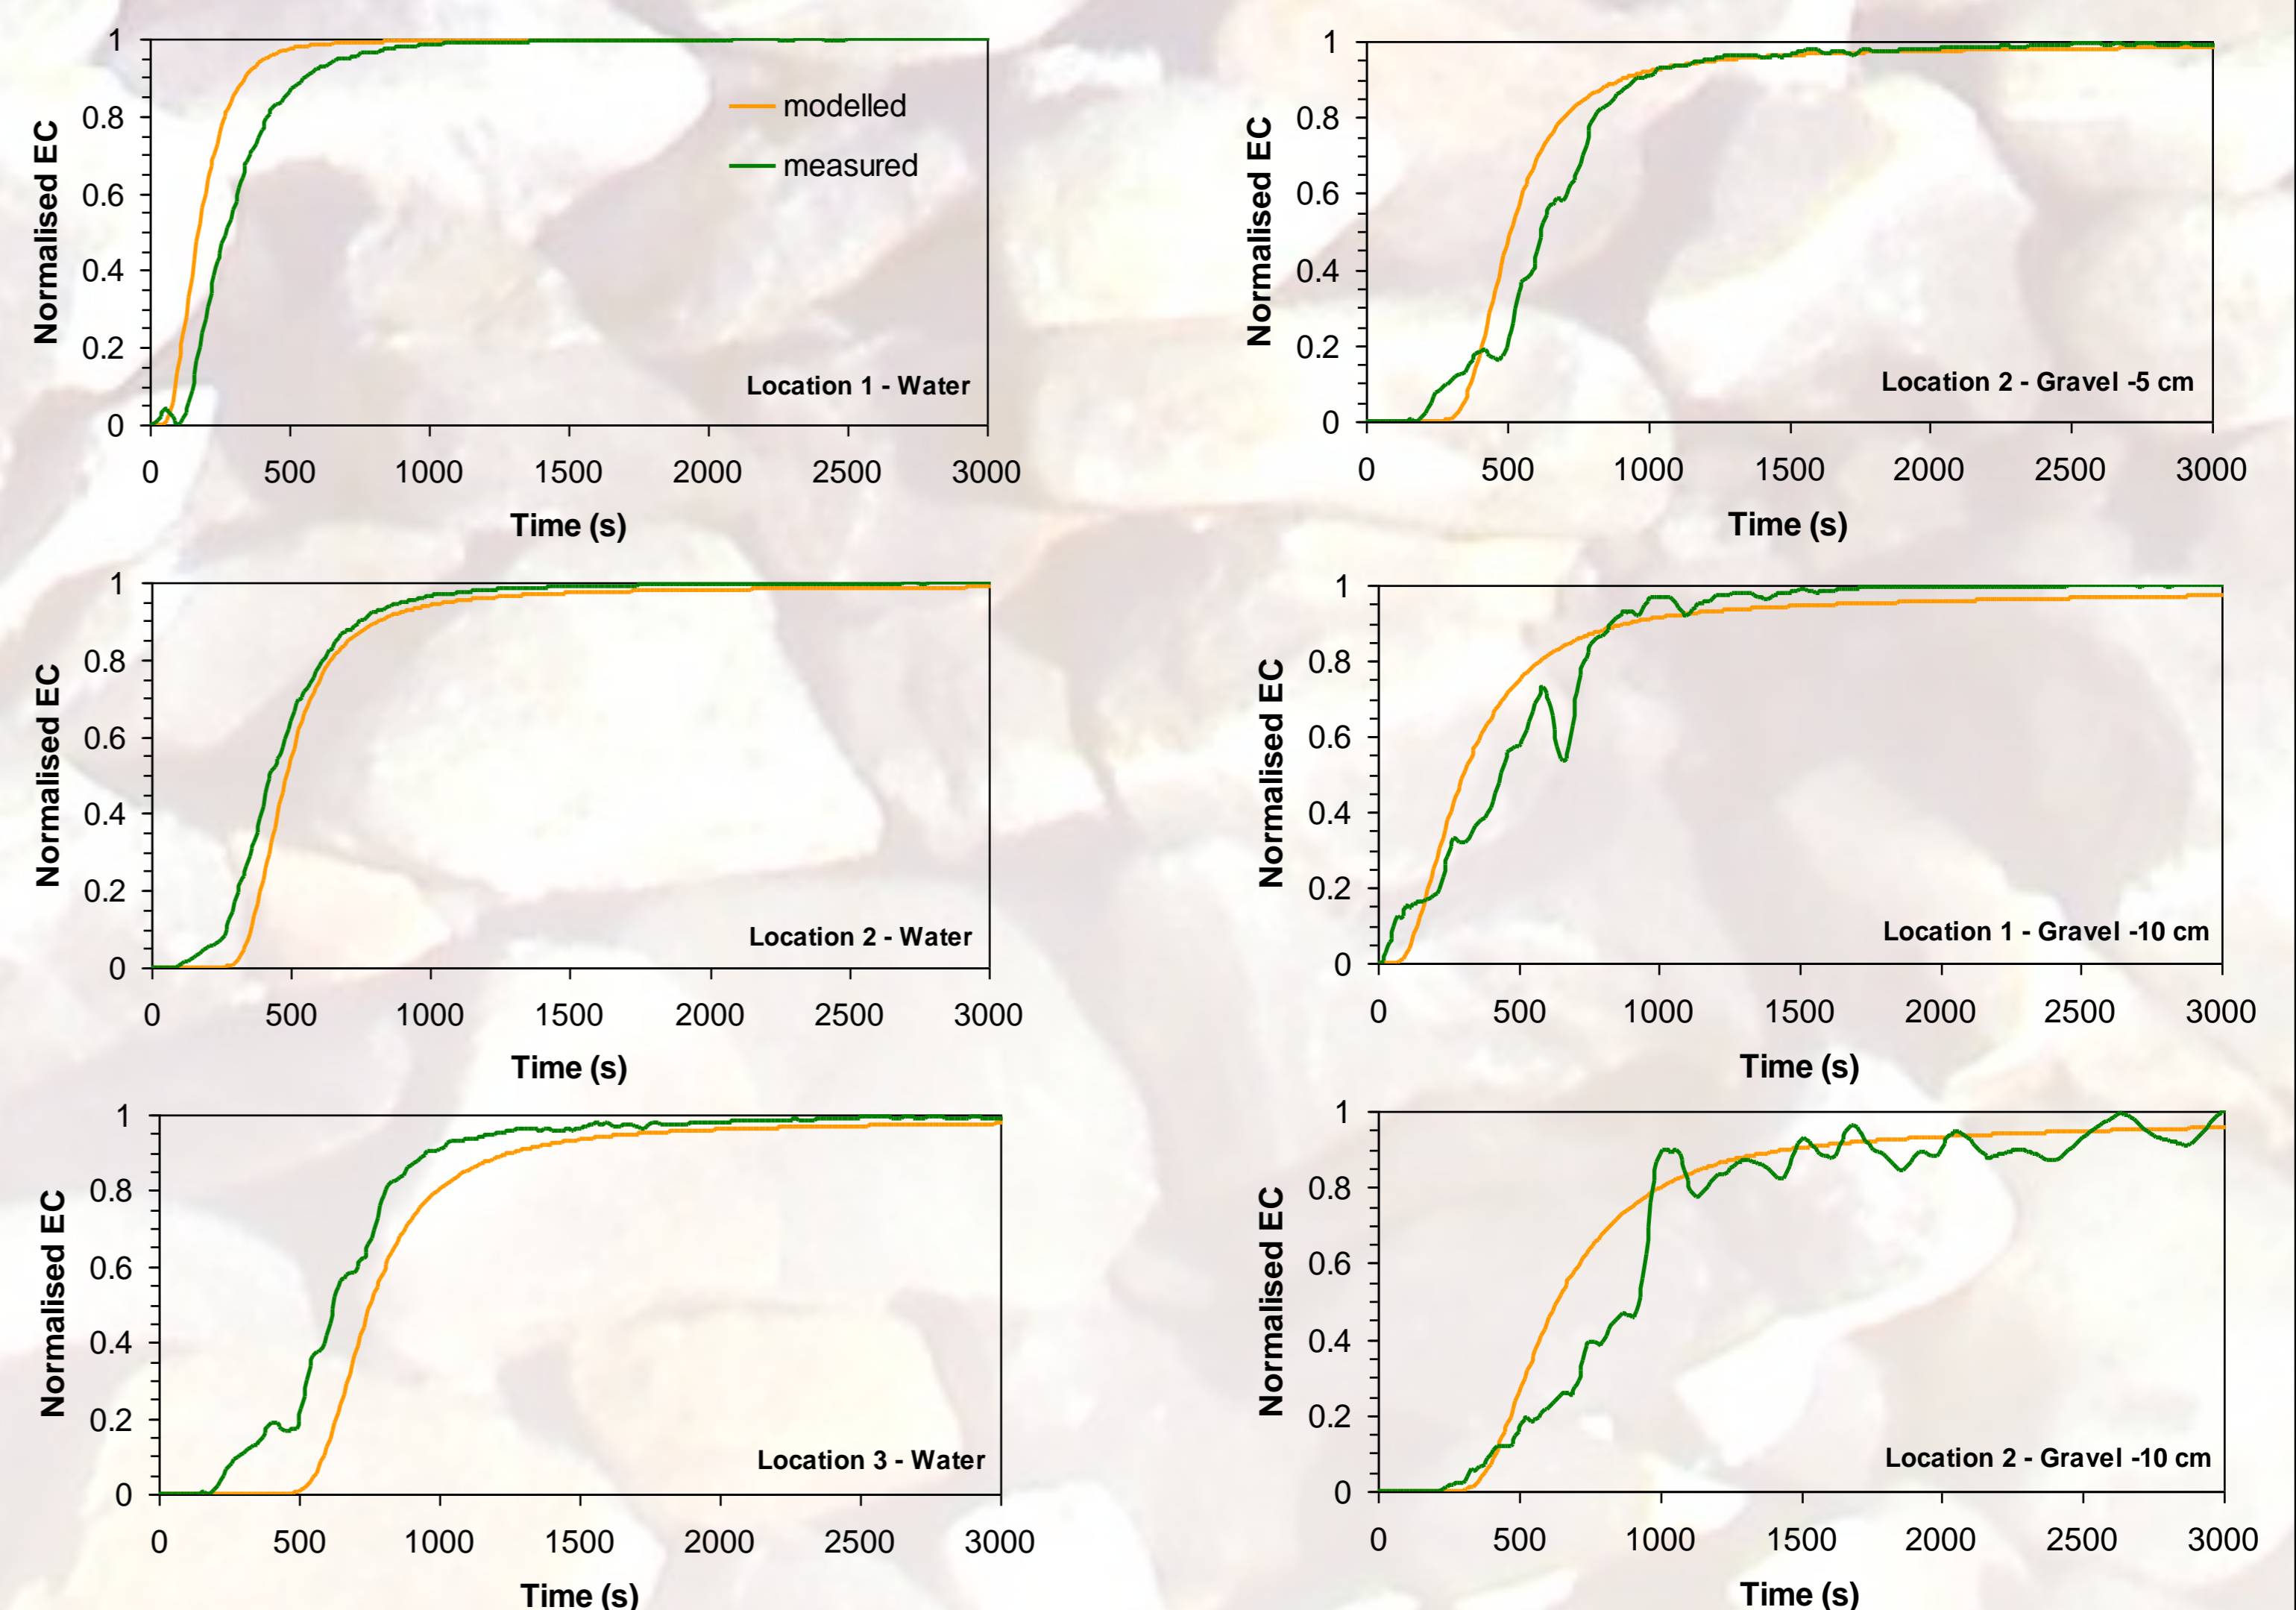 1
0.8
0.6
0.4
0.2
0
Normalised EC
modelled
measured
Location 1 - Water
0 500 1000 1500 2000 2500 3000
Time (s)
1
0.8
0.6
0.4
0.2
0
Normalised EC
Location 2 - Water
0 500 1000 1500 2000 2500 3000
Time (s)
1
0.8
0.6
0.4
0.2
0
Normalised EC
Location 3 - Water
0 500 1000 1500 2000 2500 3000
Time (s)
1
0.8
0.6
0.4
0.2
0
Normalised EC
Location 2 - Gravel -5 cm
0 500 1000 1500 2000 2500 3000
Time (s)
1
0.8
0.6
0.4
0.2
0
Normalised EC
Location 1 - Gravel -10 cm
0 500 1000 1500 2000 2500 3000
Time (s)
1
0.8
0.6
0.4
0.2
0
Normalised EC
Location 2 - Gravel -10 cm
0 500 1000 1500 2000 2500 3000
Time (s)